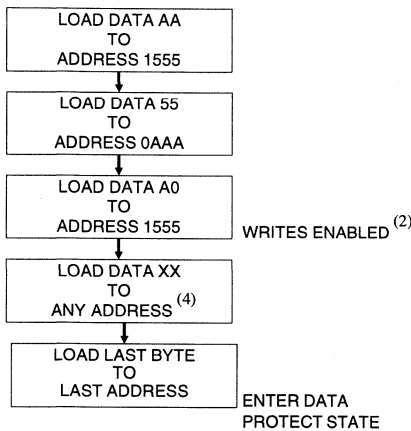 LOAD DATA AA
TO
ADDRESS 1555
LOAD DATA 55
TO
ADDRESS 0AAA
LOAD DATA A0
TO
ADDRESS 1555
WRITES ENABLED (2)
LOAD DATA XX
TO
ANY ADDRESS (4)
LOAD LAST BYTE
TO
LAST ADDRESS
ENTER DATA
PROTECT STATE